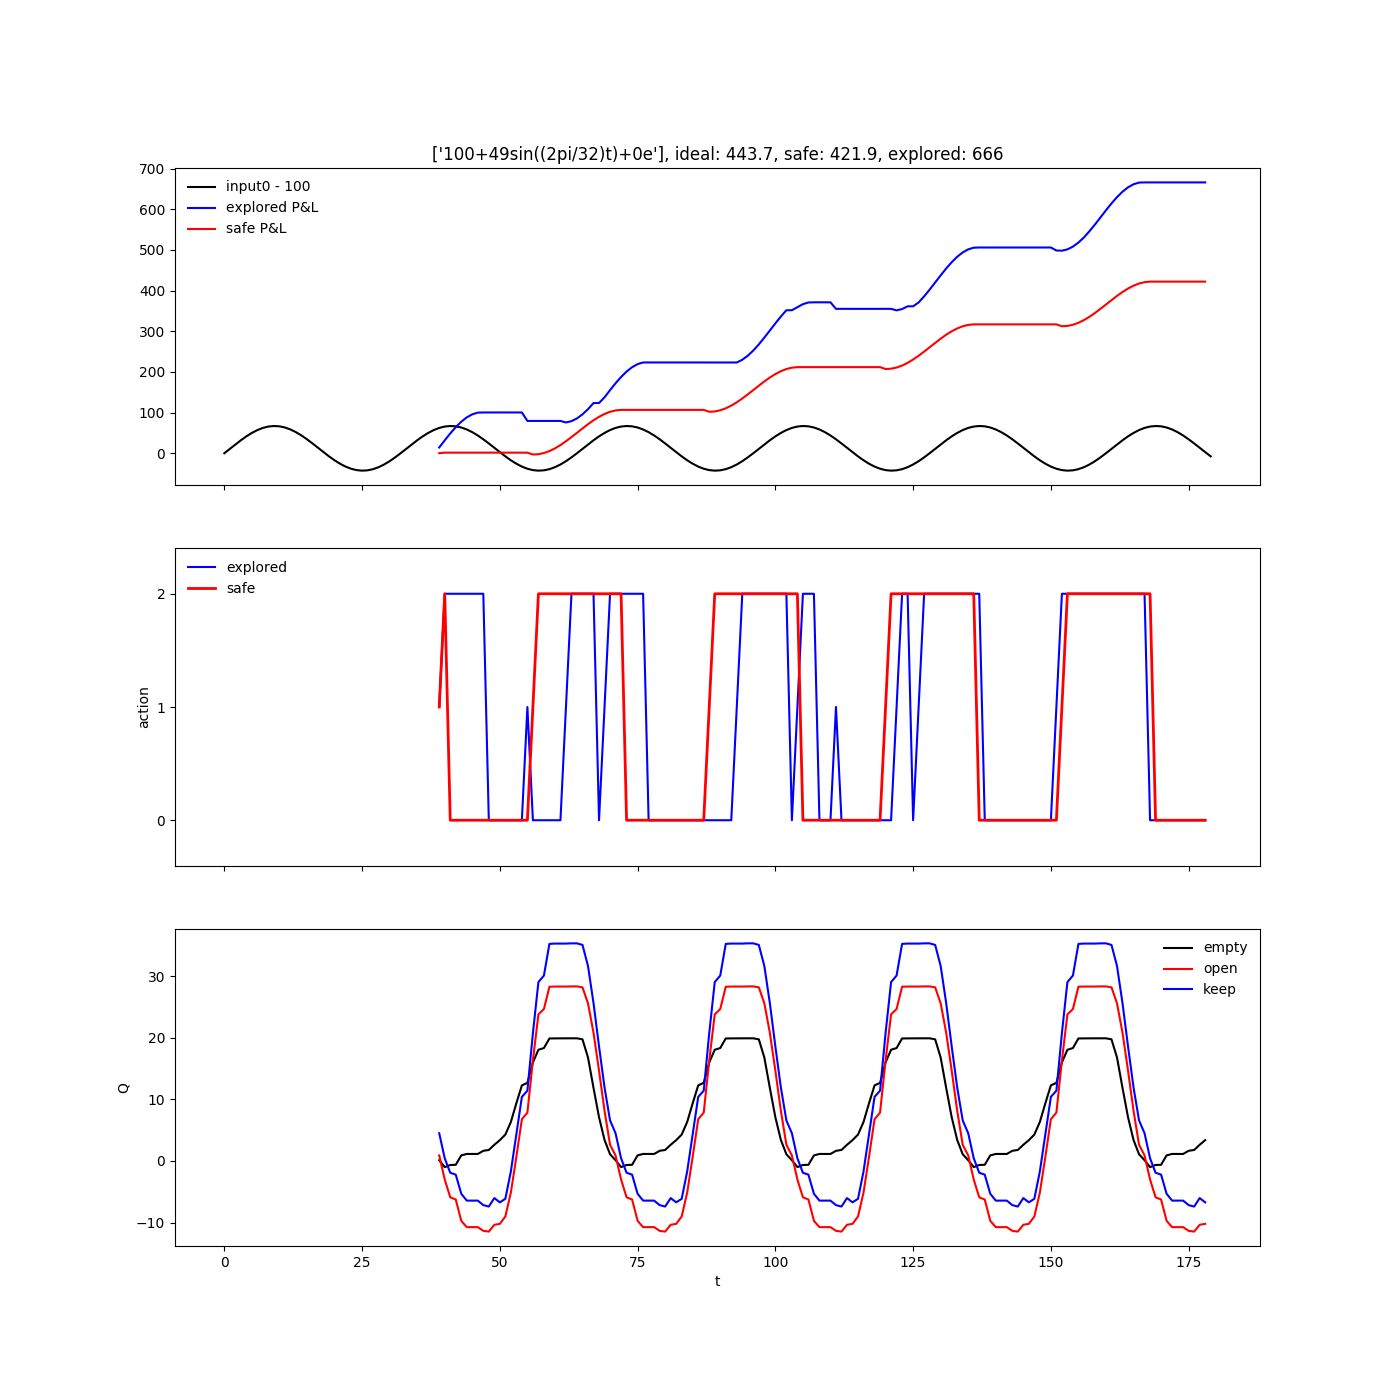 ['100+49sin((2pi/32)t)+0e'], ideal: 443.7, safe: 421.9, explored: 666
700
600
500
400
300
200
100
0
input0 - 100
explored P&L
safe P&L
action
2
1
0
explored
safe
Q
30
20
10
0
−10
empty
open
keep
0 25 50 75 100 125 150 175
t